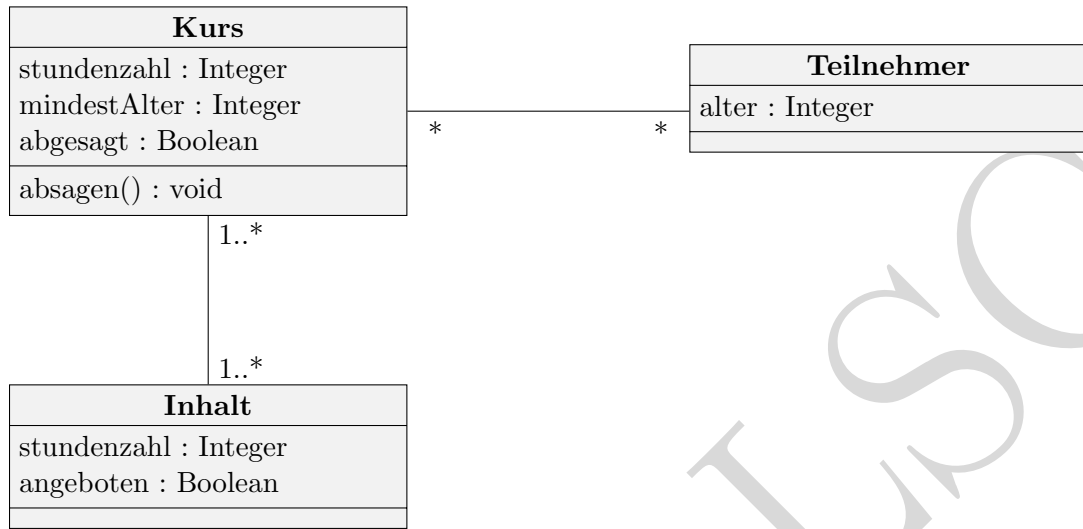 Kurs
stundenzahl : Integer
mindestAlter : Integer
abgesagt : Boolean
absagen() : void
Teilnehmer
alter : Integer
*
*
1..*
1..*
Inhalt
stundenzahl : Integer
angeboten : Boolean
LSO